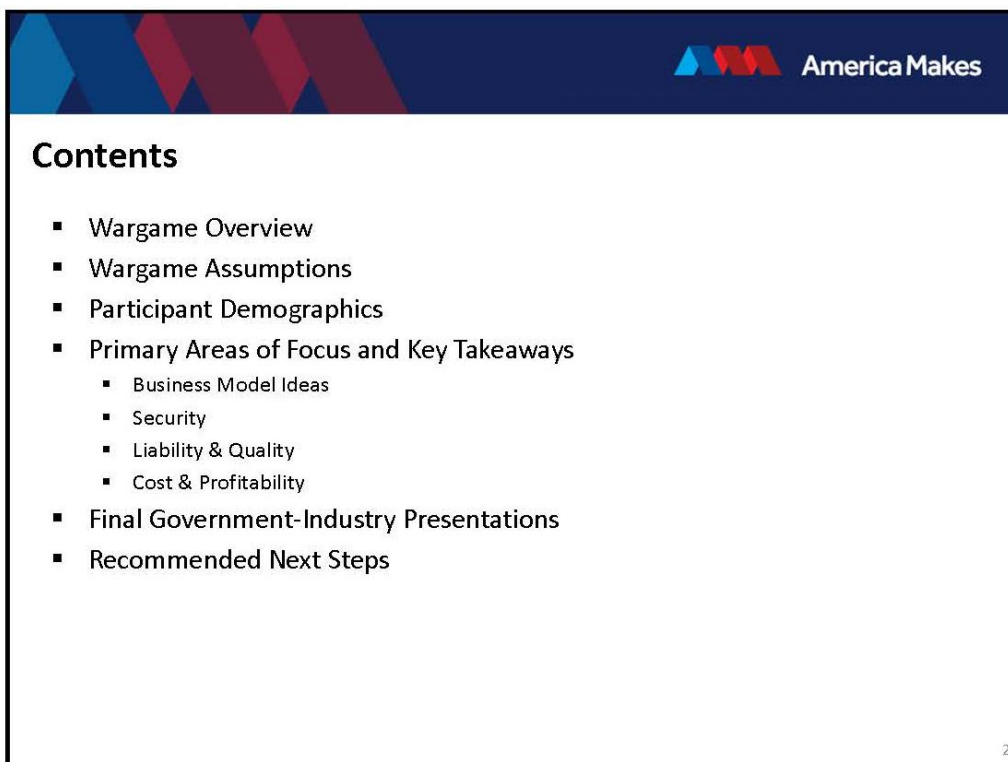 America Makes
Contents
▪ Wargame Overview
▪ Wargame Assumptions
▪ Participant Demographics
▪ Primary Areas of Focus and Key Takeaways
▪ Business Model Ideas
▪ Security
▪ Liability & Quality
▪ Cost & Profitability
▪ Final Government-Industry Presentations
▪ Recommended Next Steps
2